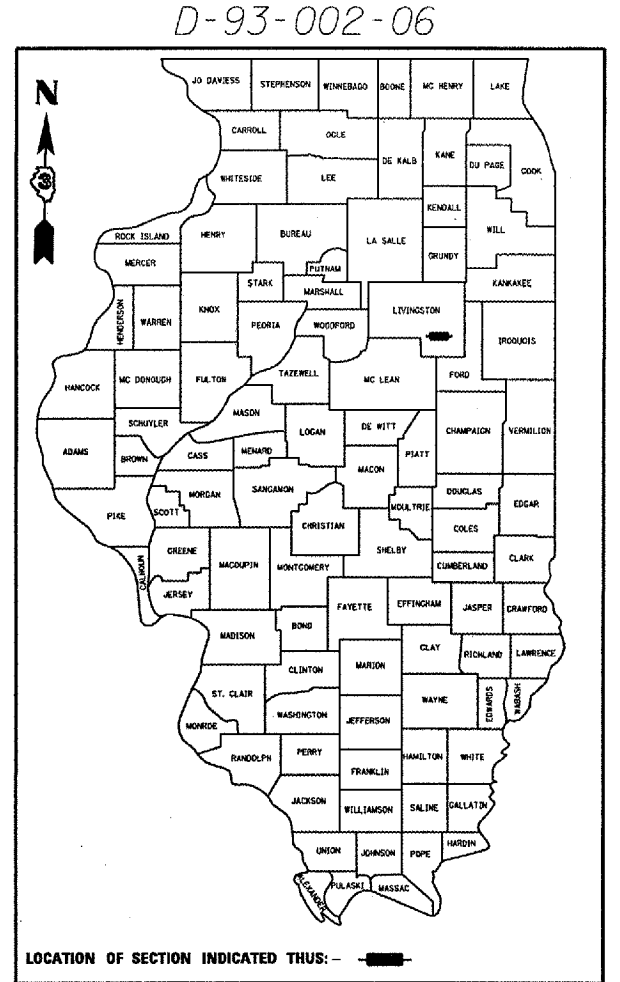 D-93-002-06
N
JO DAVIESS STEPHENSON WINNEBAGO BOONE MC HENRY LAKE
CARROLL OGLE DE KALB KANE DU PAGE COOK
WHITESIDE LEE
KENDALL WILL
ROCK ISLAND HENRY BUREAU LA SALLE GRUNDY
MERCER PUTNAM KANKAKEE
STARK MARSHALL
HENDERSON WARREN KNOX PEORIA WOODFORD LIVINGSTON IROQUOIS
HANCOCK MC DONOUGH FULTON TAZEWELL MC LEAN FORD
SCHUYLER MASON LOGAN DE WITT CHAMPAIGN VERMILION
ADAMS BROWN CASS MENARD MACON PIATT
PIKE SCOTT MORGAN SANGAMON CHRISTIAN MOULTRIE DOUGLAS EDGAR
COLES
CALHOUN GREENE MACOUPIN MONTGOMERY SHELBY CUMBERLAND CLARK
JERSEY
MADISON BOND FAYETTE EFFINGHAM JASPER CRAWFORD
CLINTON MARION CLAY RICHLAND LAWRENCE
ST. CLAIR WASHINGTON JEFFERSON WAYNE EDWARDS WABASH
MONROE
RANDOLPH PERRY FRANKLIN HAMILTON WHITE
JACKSON WILLIAMSON SALINE GALLATIN
UNION JOHNSON POPE HARDIN
ALEXANDER PULASKI MASSAC
LOCATION OF SECTION INDICATED THUS: –